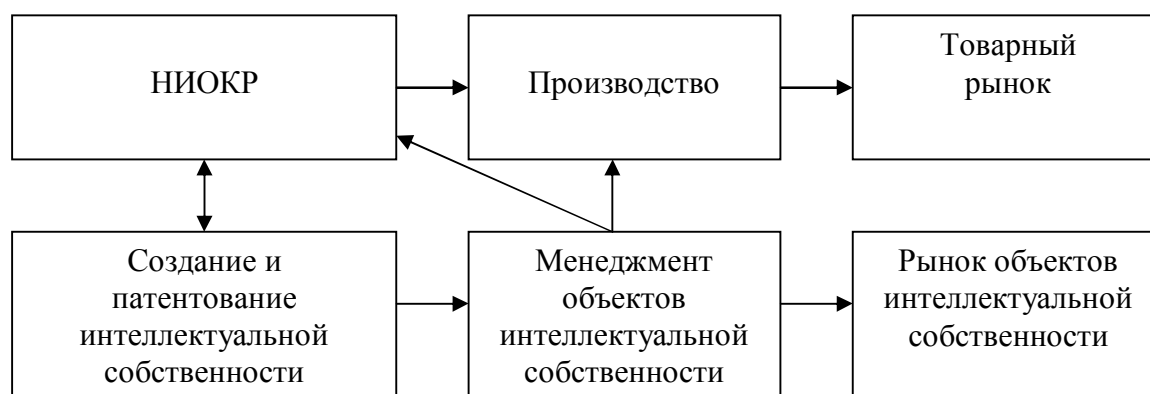 НИОКР
Производство
Товарный
рынок
Создание и
патентование
интеллектуальной
собственности
Менеджмент
объектов
интеллектуальной
собственности
Рынок объектов
интеллектуальной
собственности